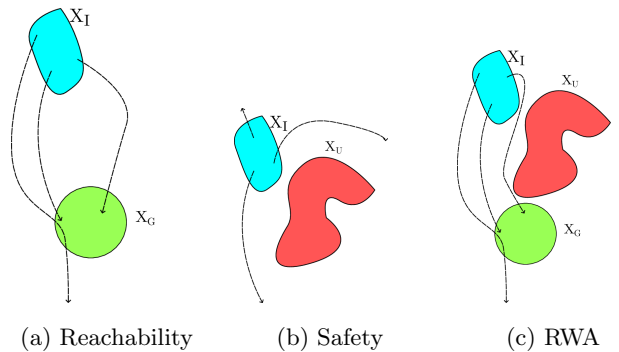 X_I
X_G
(a) Reachability
X_I
X_U
(b) Safety
X_I
X_U
X_G
(c) RWA